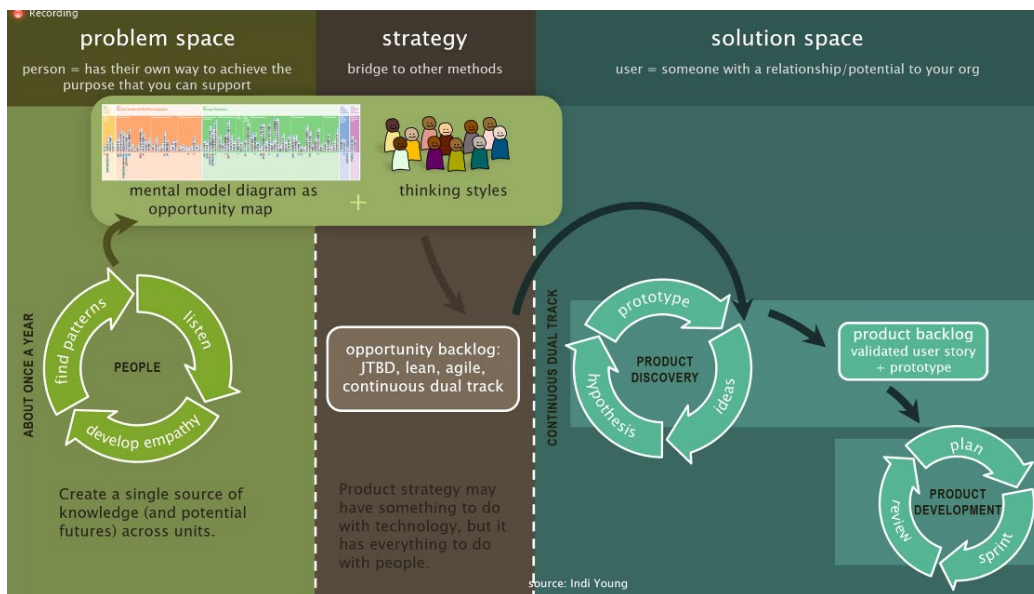 Recording
problem space
person = has their own way to achieve the
purpose that you can support
strategy
bridge to other methods
solution space
user = someone with a relationship/potential to your org
mental model diagram as
opportunity map
+
thinking styles
ABOUT ONCE A YEAR
find patterns
listen
develop empathy
PEOPLE
Create a single source of
knowledge (and potential
futures) across units.
opportunity backlog:
JTBD, lean, agile,
continuous dual track
Product strategy may
have something to do
with technology, but it
has everything to do
with people.
CONTINUOUS DUAL TRACK
prototype
ideas
hypothesis
PRODUCT
DISCOVERY
product backlog
validated user story
+ prototype
plan
sprint
review
PRODUCT
DEVELOPMENT
source: Indi Young